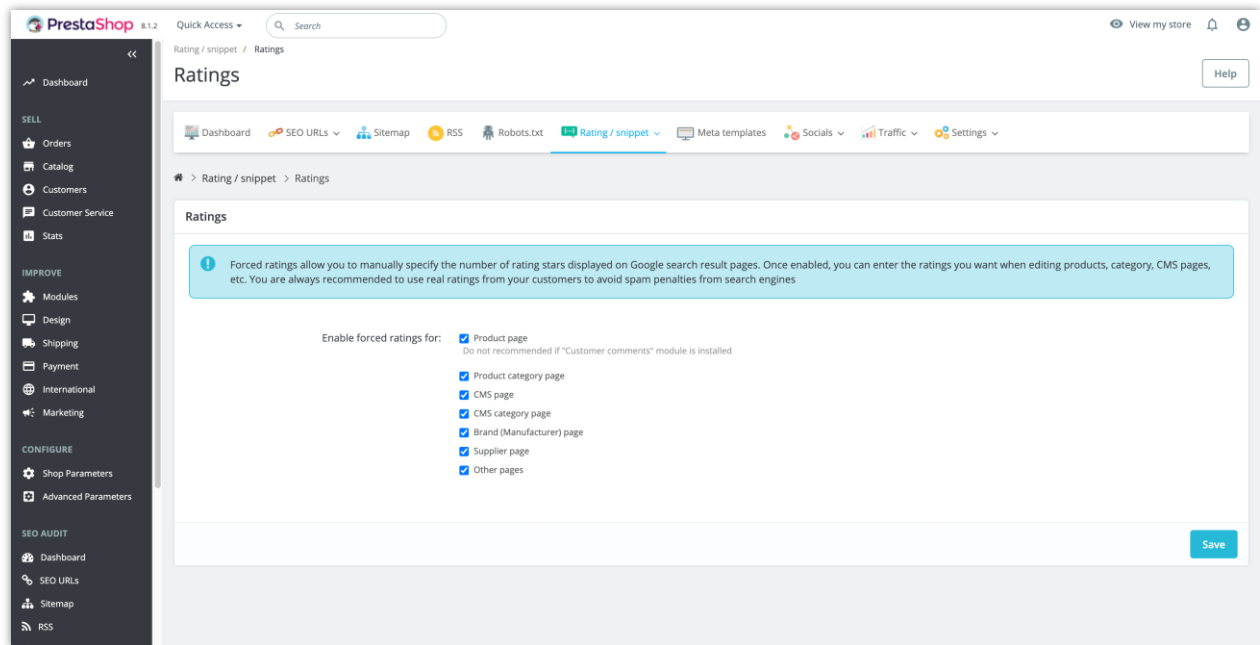 PrestaShop 8.1.2 Quick Access Search View my store
Rating / snippet / Ratings
Ratings
Help
Dashboard
SELL
Orders
Catalog
Customers
Customer Service
Stats
IMPROVE
Modules
Design
Shipping
Payment
International
Marketing
CONFIGURE
Shop Parameters
Advanced Parameters
SEO AUDIT
Dashboard
SEO URLs
Sitemap
RSS
Dashboard SEO URLs Sitemap RSS Robots.txt Rating / snippet Meta templates Socials Traffic Settings
> Rating / snippet > Ratings
Ratings
Forced ratings allow you to manually specify the number of rating stars displayed on Google search result pages. Once enabled, you can enter the ratings you want when editing products, category, CMS pages,
etc. You are always recommended to use real ratings from your customers to avoid spam penalties from search engines
Enable forced ratings for: Product page
Do not recommended if "Customer comments" module is installed
Product category page
CMS page
CMS category page
Brand (Manufacturer) page
Supplier page
Other pages
Save